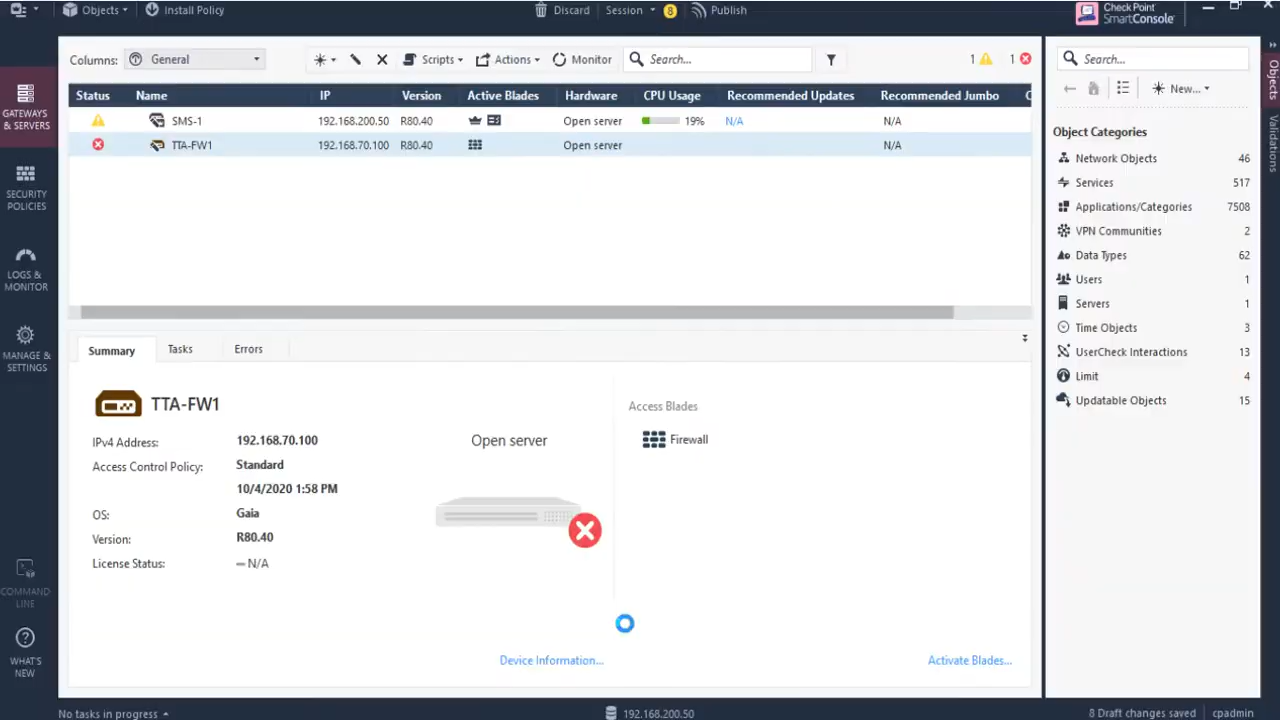 Objects
Install Policy
Discard
Session
8
Publish
Check Point
SmartConsole
Columns:
General
Scripts
Actions
Monitor
Search...
1
1
Status Name IP Version Active Blades Hardware CPU Usage Recommended Updates Recommended Jumbo C
SMS-1 192.168.200.50 R80.40 Open server 19% N/A N/A
TTA-FW1 192.168.70.100 R80.40 Open server N/A
GATEWAYS
& SERVERS
SECURITY
POLICIES
LOGS &
MONITOR
MANAGE &
SETTINGS
COMMAND
LINE
WHAT'S
NEW
Summary
Tasks
Errors
TTA-FW1
IPv4 Address: 192.168.70.100
Access Control Policy: Standard
10/4/2020 1:58 PM
OS: Gaia
Version: R80.40
License Status: N/A
Open server
Access Blades
Firewall
Device Information...
Activate Blades...
Search...
New...
Object Categories
Network Objects 46
Services 517
Applications/Categories 7508
VPN Communities 2
Data Types 62
Users 1
Servers 1
Time Objects 3
UserCheck Interactions 13
Limit 4
Updatable Objects 15
Objects
Validations
No tasks in progress
192.168.200.50
8 Draft changes saved
cpadmin